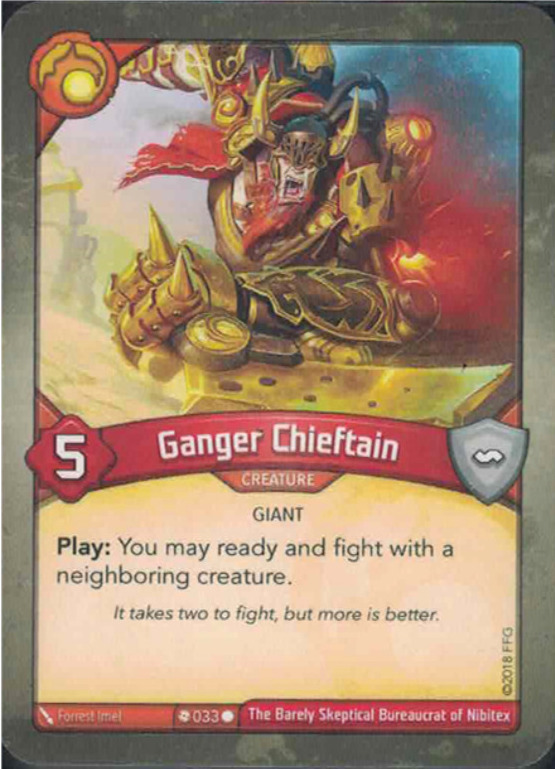 5
Ganger Chieftain
CREATURE
GIANT
Play: You may ready and fight with a
neighboring creature.
It takes two to fight, but more is better.
©2018 FFG
Forrest Imel
033
The Barely Skeptical Bureaucrat of Nibitex